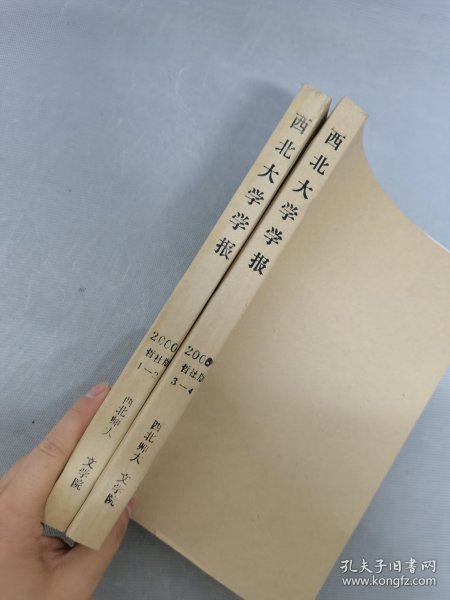 西北大学学报
2000
哲社版
1—2
西北师大
文学院
西北大学学报
2000
哲社版
3—4
西北师大
文学院
孔夫子旧书网
www.kongfz.com